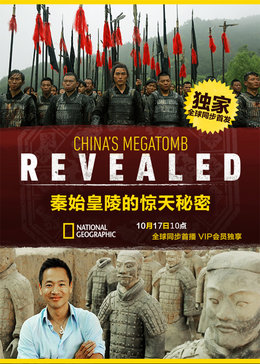 独家
全球同步首发
CHINA'S MEGATOMB
REVEALED
秦始皇陵的惊天秘密
NATIONAL
GEOGRAPHIC
10月17日10点
全球同步首播 VIP会员独享